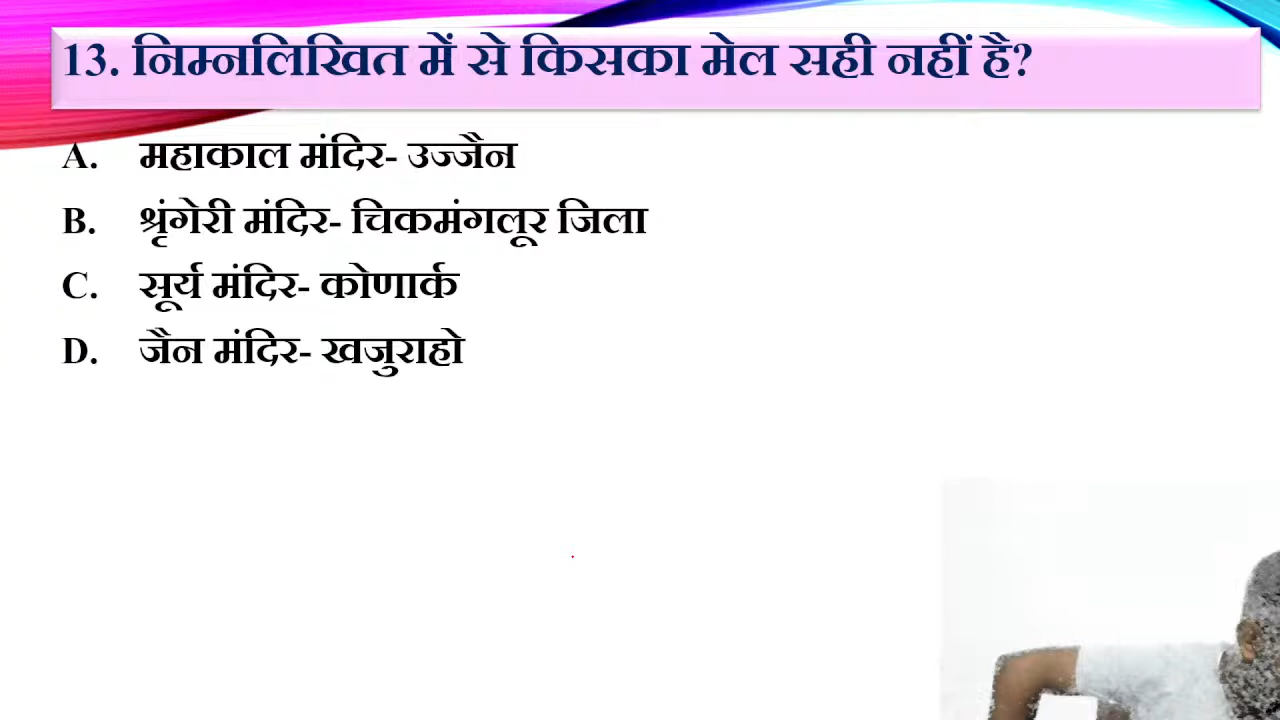 13. निम्नलिखित में से किसका मेल सही नहीं है?
A. महाकाल मंदिर- उज्जैन
B. श्रृंगेरी मंदिर- चिकमंगलूर जिला
C. सूर्य मंदिर- कोणार्क
D. जैन मंदिर- खजुराहो